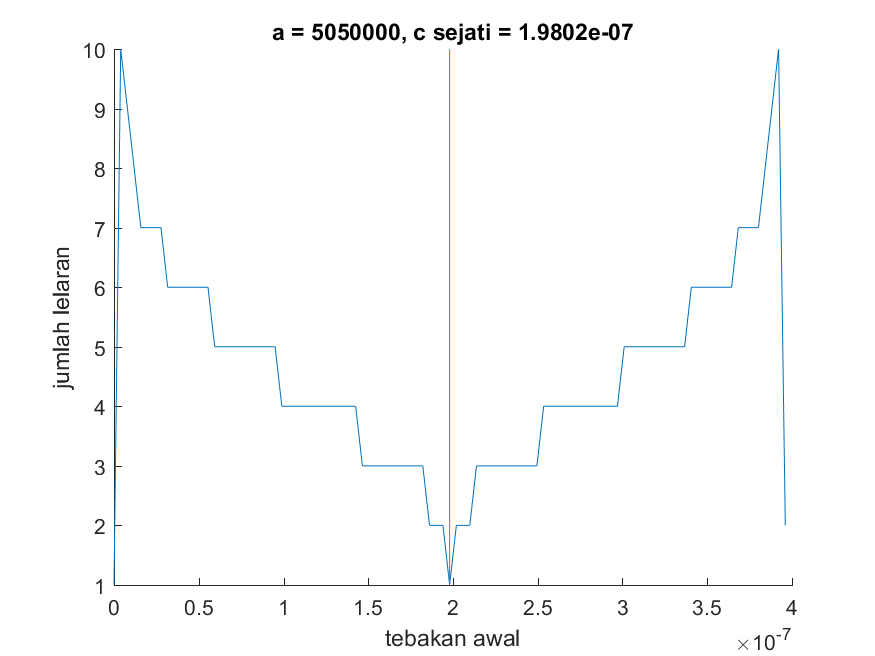 a = 5050000, c sejati = 1.9802e-07
10
9
8
7
6
5
4
3
2
1
jumlah lelaran
0 0.5 1 1.5 2 2.5 3 3.5 4
tebakan awal
×10-7